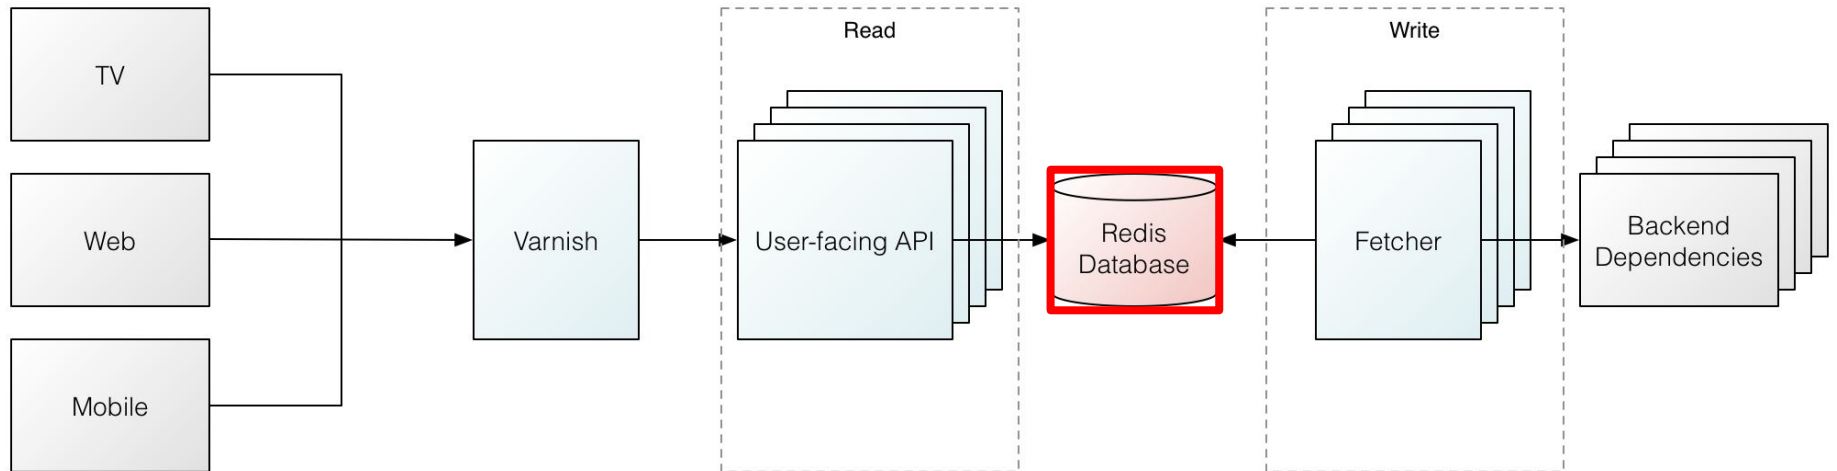 Read
Write
TV
Web
Mobile
Varnish
User-facing API
Redis
Database
Fetcher
Backend
Dependencies